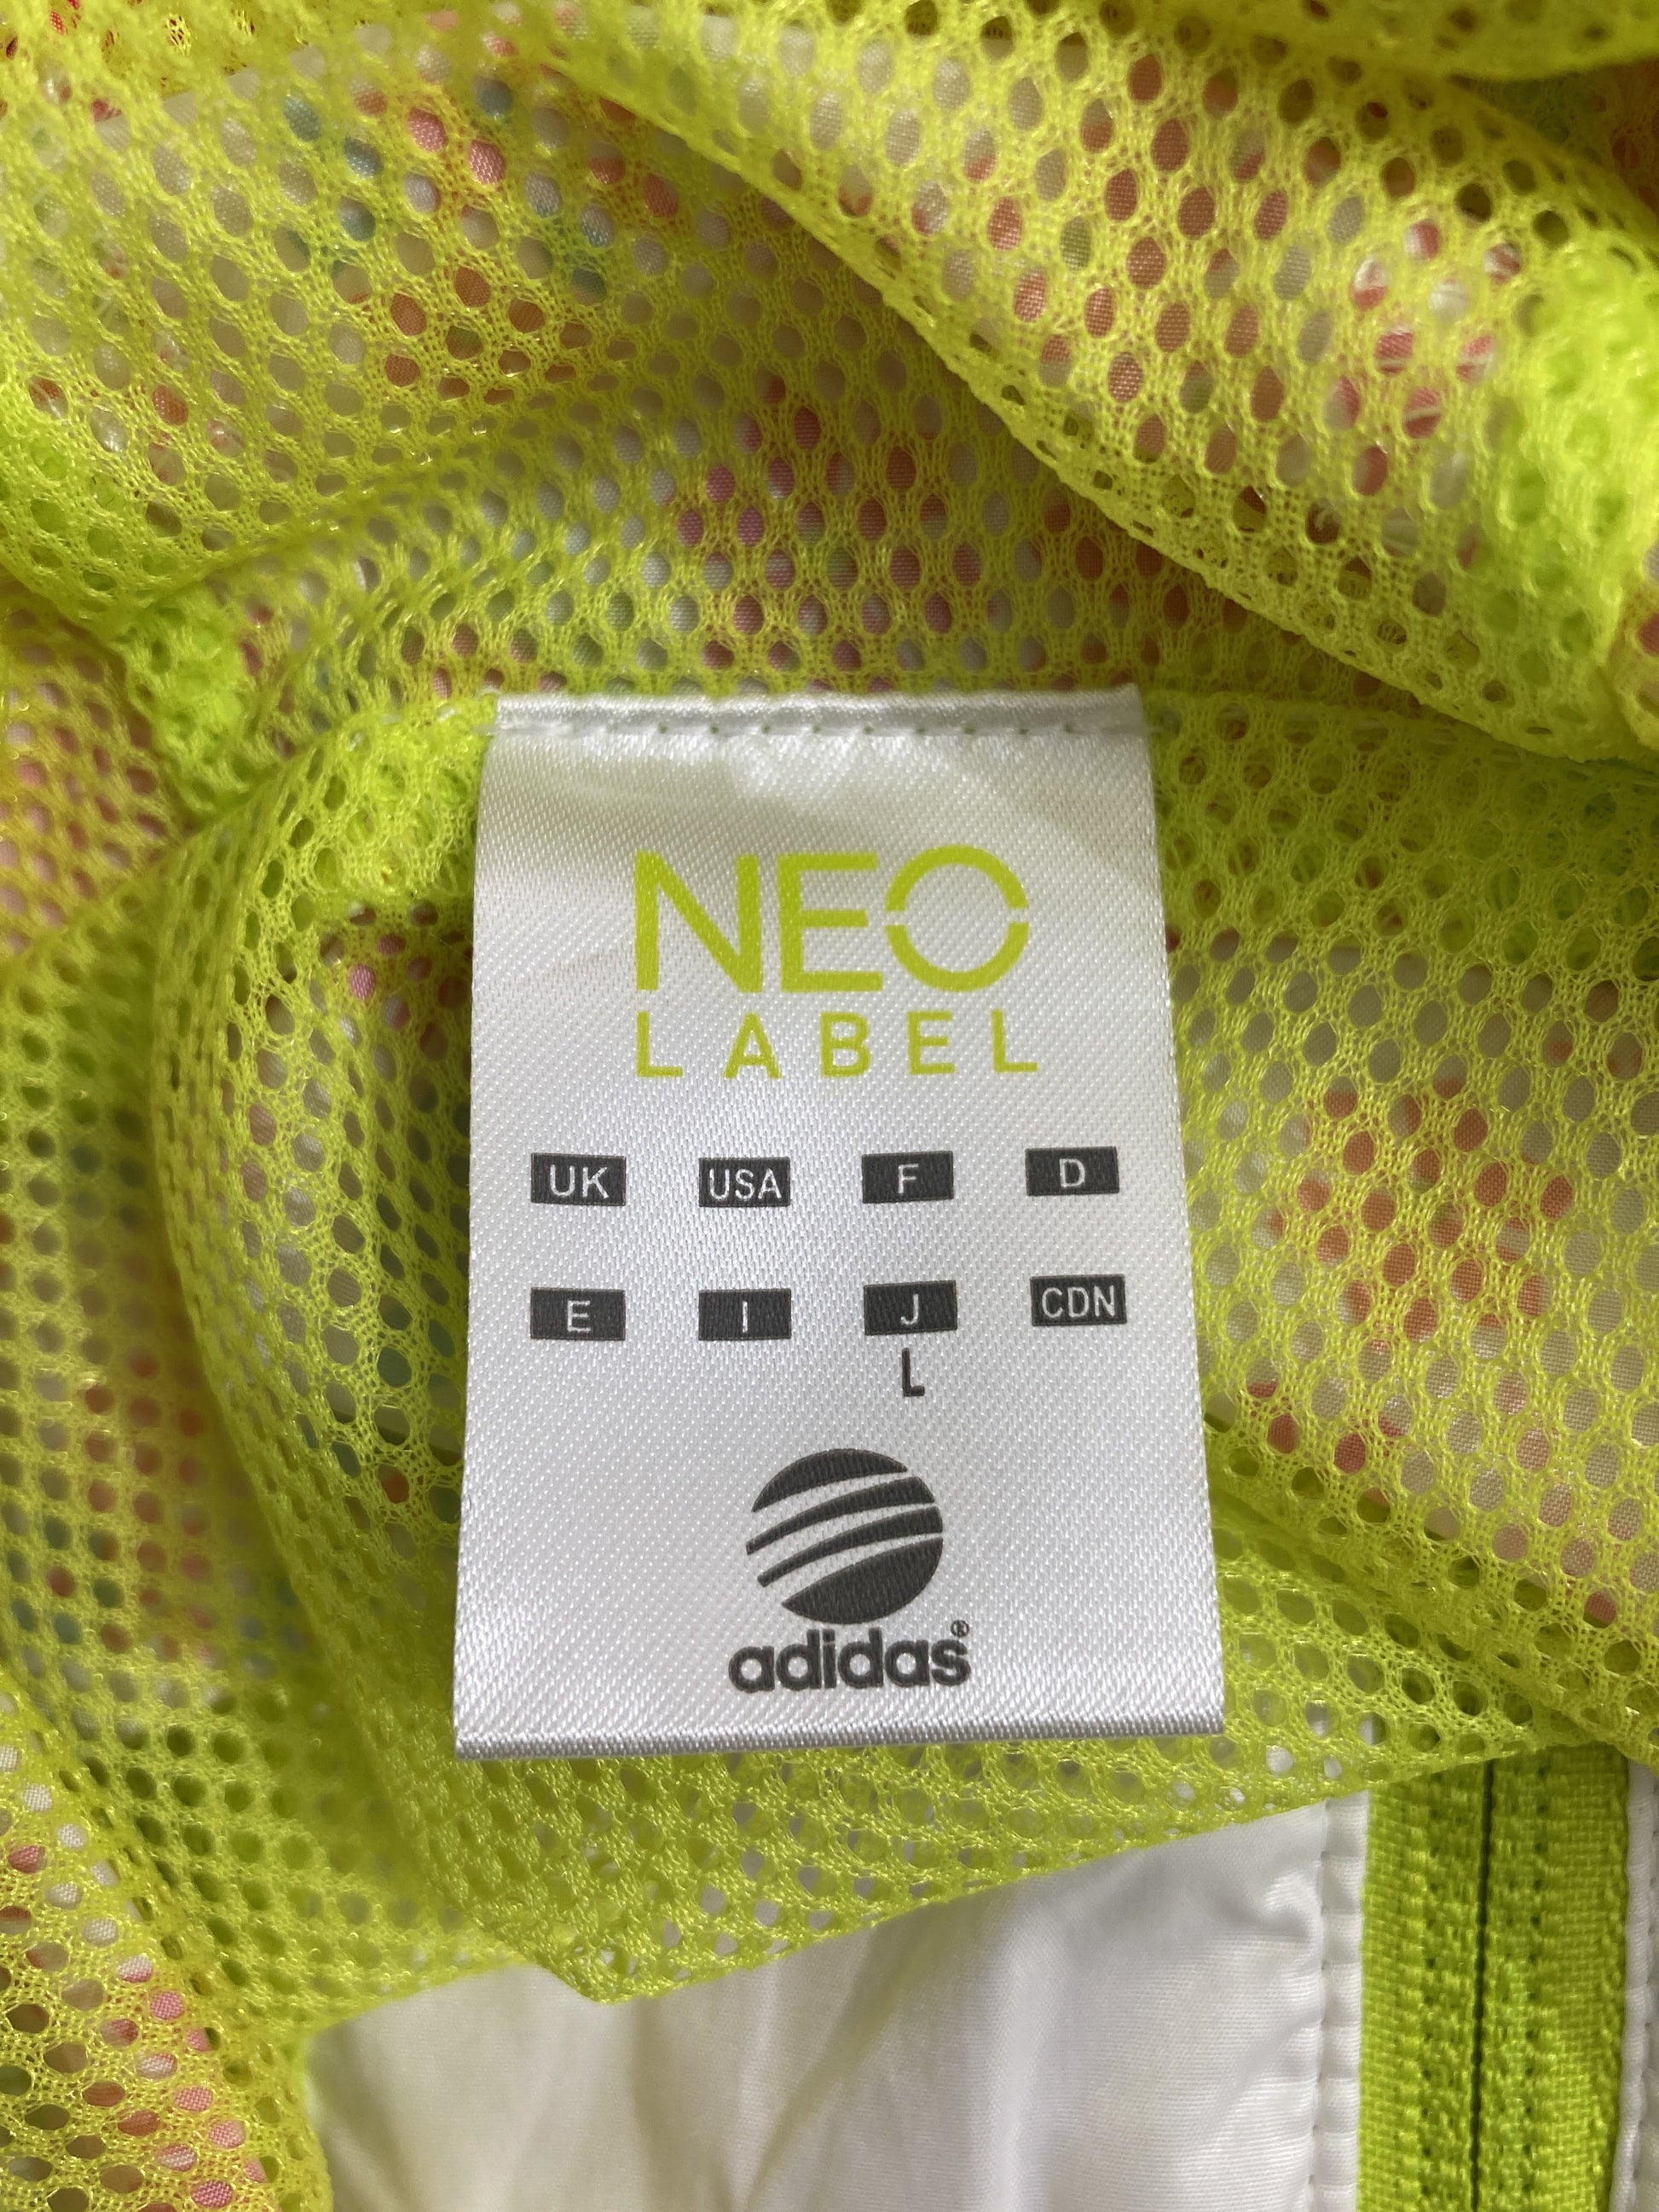 NEO
LABEL
UK USA F D
E I J CDN
L
adidas®